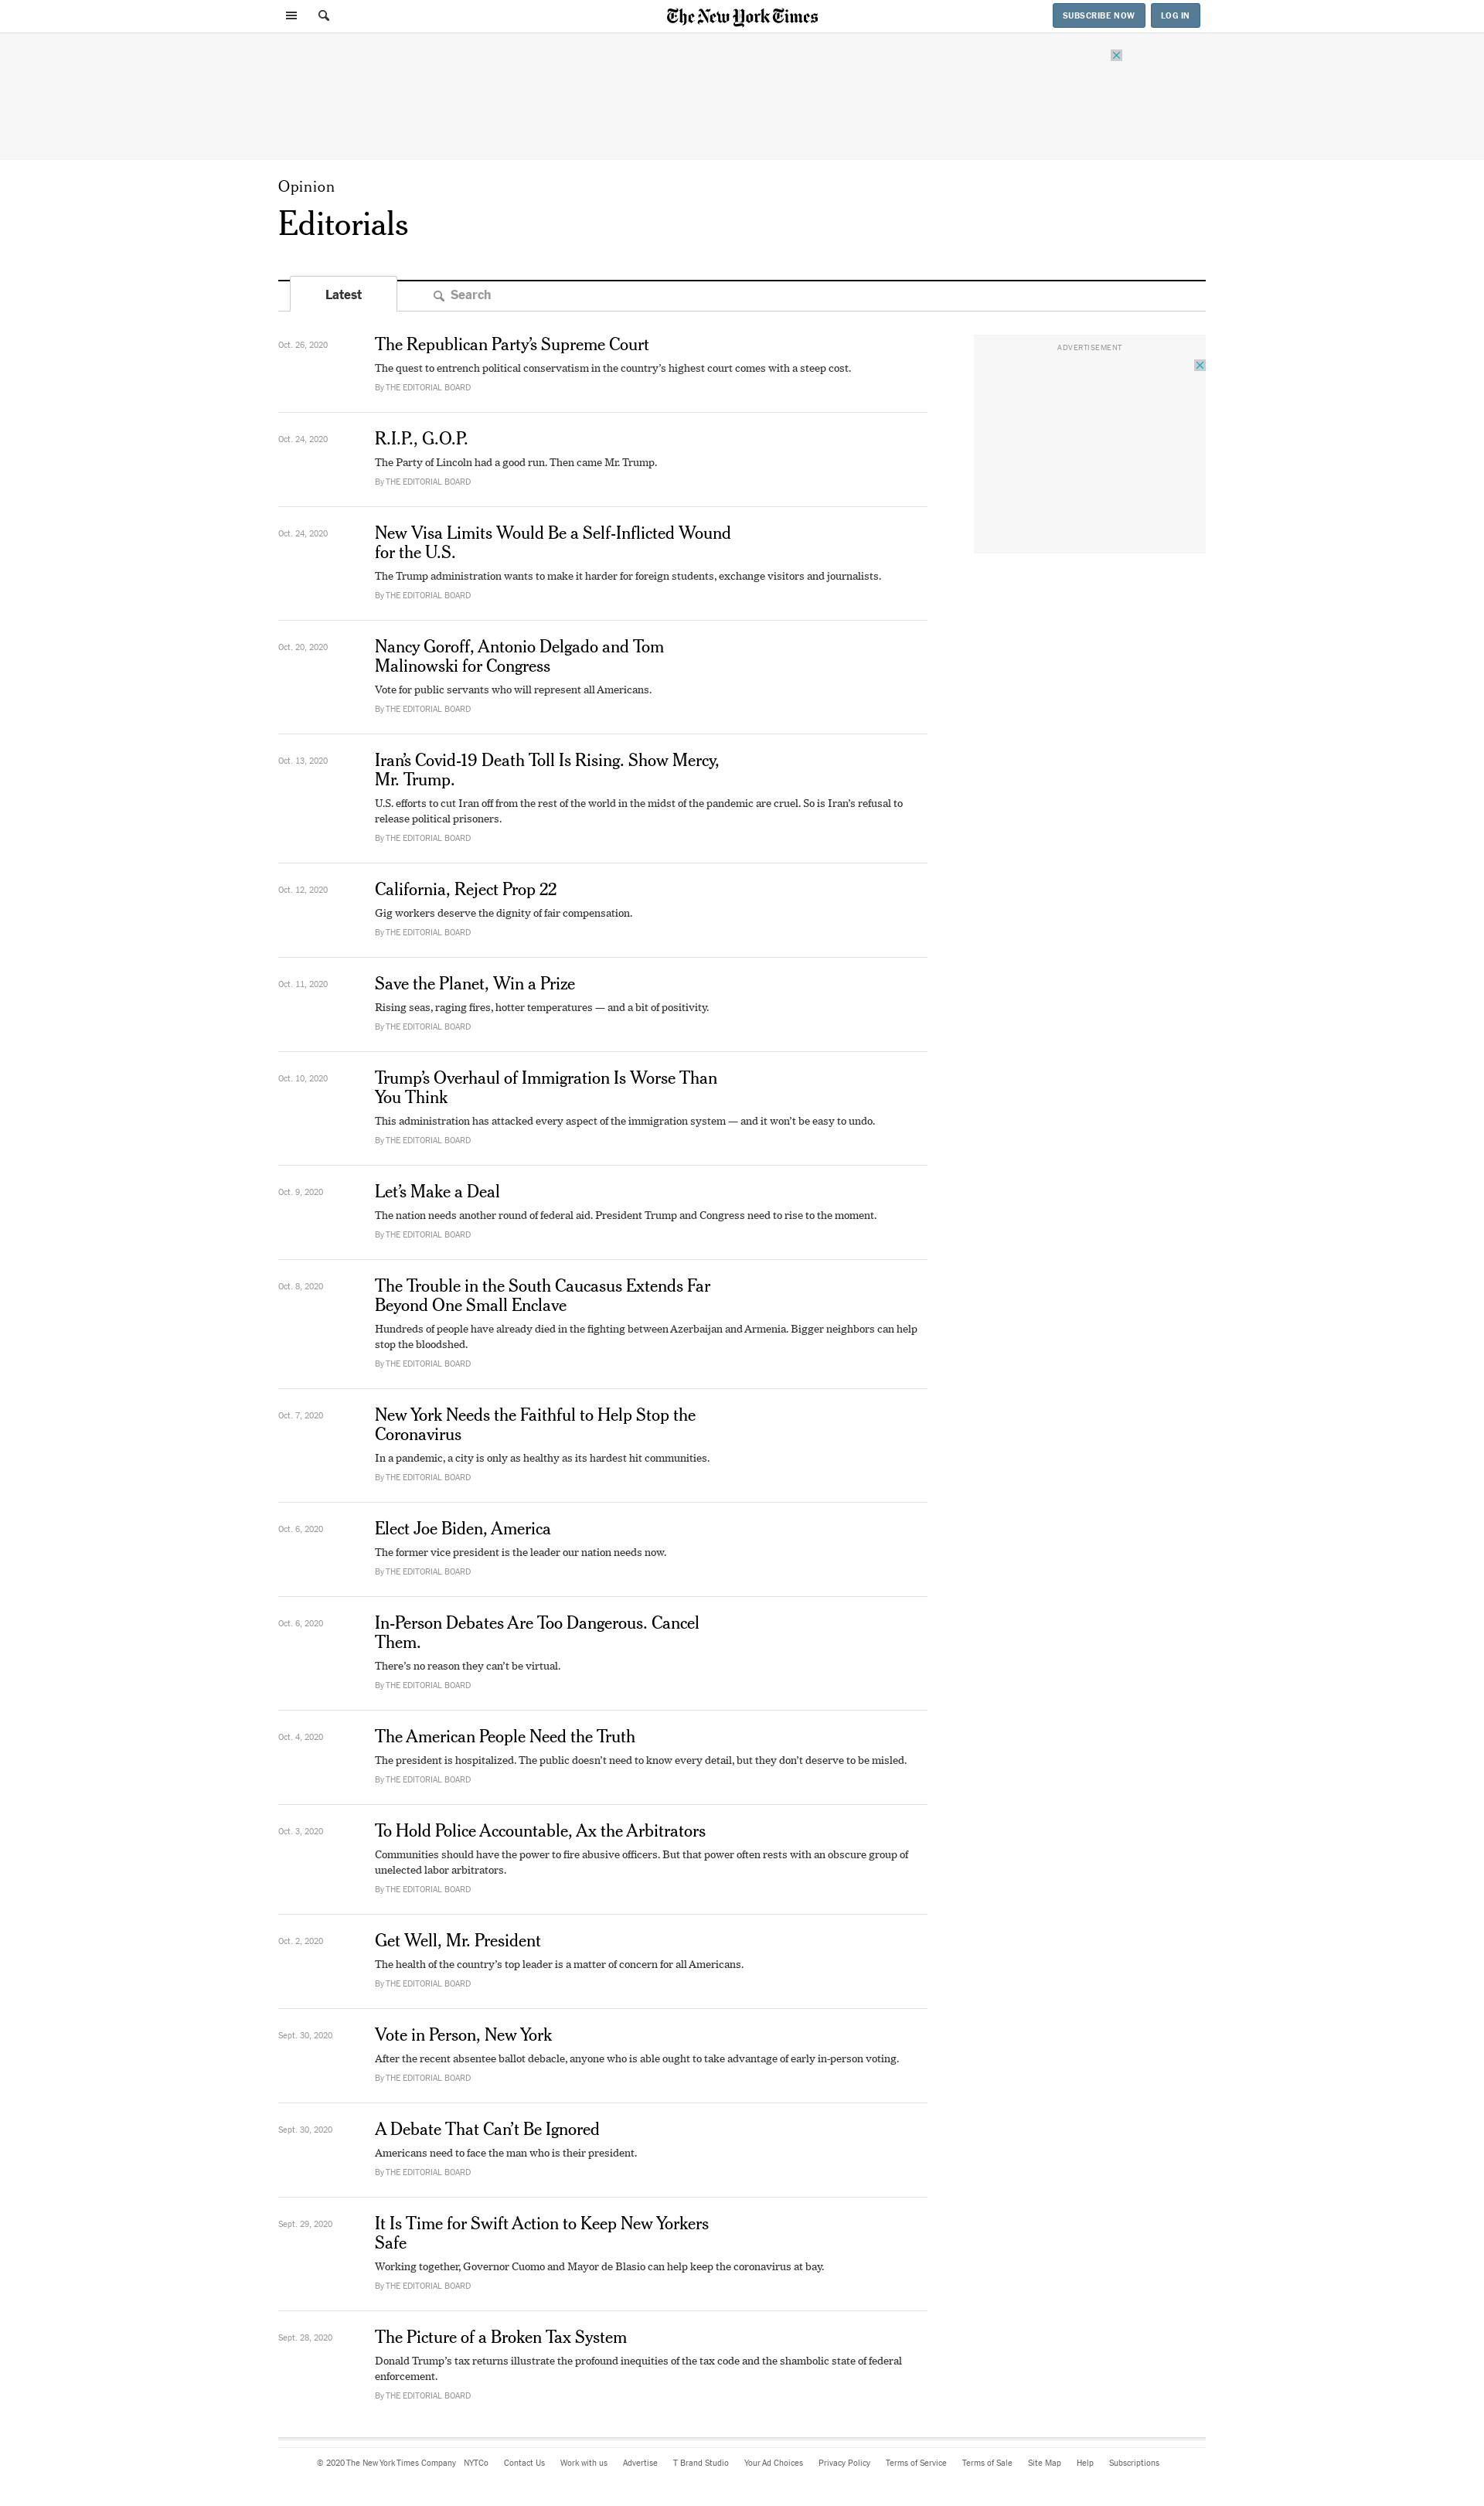 The New York Times
SUBSCRIBE NOW
LOG IN
Opinion
Editorials
Latest
Search
ADVERTISEMENT
Oct. 26, 2020
The Republican Party’s Supreme Court
The quest to entrench political conservatism in the country’s highest court comes with a steep cost.
By THE EDITORIAL BOARD
Oct. 24, 2020
R.I.P., G.O.P.
The Party of Lincoln had a good run. Then came Mr. Trump.
By THE EDITORIAL BOARD
Oct. 24, 2020
New Visa Limits Would Be a Self-Inflicted Wound
for the U.S.
The Trump administration wants to make it harder for foreign students, exchange visitors and journalists.
By THE EDITORIAL BOARD
Oct. 20, 2020
Nancy Goroff, Antonio Delgado and Tom
Malinowski for Congress
Vote for public servants who will represent all Americans.
By THE EDITORIAL BOARD
Oct. 13, 2020
Iran’s Covid-19 Death Toll Is Rising. Show Mercy,
Mr. Trump.
U.S. efforts to cut Iran off from the rest of the world in the midst of the pandemic are cruel. So is Iran’s refusal to
release political prisoners.
By THE EDITORIAL BOARD
Oct. 12, 2020
California, Reject Prop 22
Gig workers deserve the dignity of fair compensation.
By THE EDITORIAL BOARD
Oct. 11, 2020
Save the Planet, Win a Prize
Rising seas, raging fires, hotter temperatures — and a bit of positivity.
By THE EDITORIAL BOARD
Oct. 10, 2020
Trump’s Overhaul of Immigration Is Worse Than
You Think
This administration has attacked every aspect of the immigration system — and it won’t be easy to undo.
By THE EDITORIAL BOARD
Oct. 9, 2020
Let’s Make a Deal
The nation needs another round of federal aid. President Trump and Congress need to rise to the moment.
By THE EDITORIAL BOARD
Oct. 8, 2020
The Trouble in the South Caucasus Extends Far
Beyond One Small Enclave
Hundreds of people have already died in the fighting between Azerbaijan and Armenia. Bigger neighbors can help
stop the bloodshed.
By THE EDITORIAL BOARD
Oct. 7, 2020
New York Needs the Faithful to Help Stop the
Coronavirus
In a pandemic, a city is only as healthy as its hardest hit communities.
By THE EDITORIAL BOARD
Oct. 6, 2020
Elect Joe Biden, America
The former vice president is the leader our nation needs now.
By THE EDITORIAL BOARD
Oct. 6, 2020
In-Person Debates Are Too Dangerous. Cancel
Them.
There’s no reason they can’t be virtual.
By THE EDITORIAL BOARD
Oct. 4, 2020
The American People Need the Truth
The president is hospitalized. The public doesn’t need to know every detail, but they don’t deserve to be misled.
By THE EDITORIAL BOARD
Oct. 3, 2020
To Hold Police Accountable, Ax the Arbitrators
Communities should have the power to fire abusive officers. But that power often rests with an obscure group of
unelected labor arbitrators.
By THE EDITORIAL BOARD
Oct. 2, 2020
Get Well, Mr. President
The health of the country’s top leader is a matter of concern for all Americans.
By THE EDITORIAL BOARD
Sept. 30, 2020
Vote in Person, New York
After the recent absentee ballot debacle, anyone who is able ought to take advantage of early in-person voting.
By THE EDITORIAL BOARD
Sept. 30, 2020
A Debate That Can’t Be Ignored
Americans need to face the man who is their president.
By THE EDITORIAL BOARD
Sept. 29, 2020
It Is Time for Swift Action to Keep New Yorkers
Safe
Working together, Governor Cuomo and Mayor de Blasio can help keep the coronavirus at bay.
By THE EDITORIAL BOARD
Sept. 28, 2020
The Picture of a Broken Tax System
Donald Trump’s tax returns illustrate the profound inequities of the tax code and the shambolic state of federal
enforcement.
By THE EDITORIAL BOARD
© 2020 The New York Times Company NYTCo Contact Us Work with us Advertise T Brand Studio Your Ad Choices Privacy Policy Terms of Service Terms of Sale Site Map Help Subscriptions